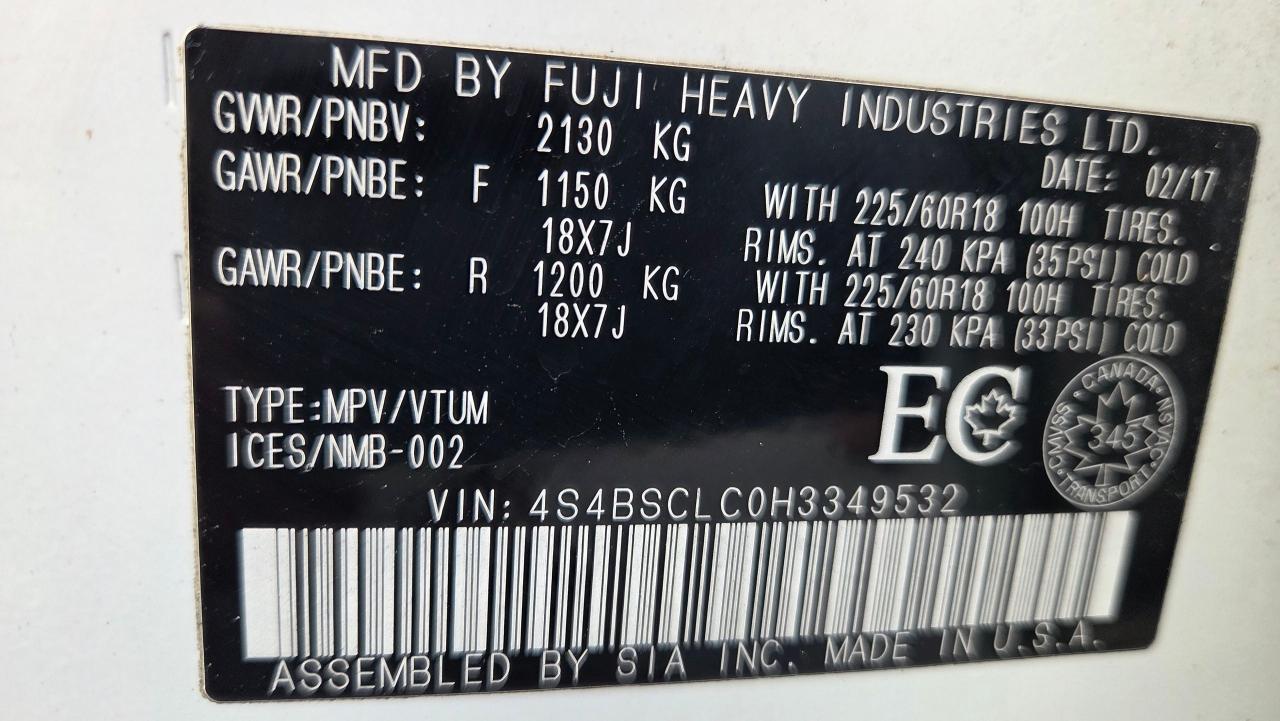 MFD BY FUJI HEAVY INDUSTRIES LTD.
GVWR/PNBV: 2130 KG DATE: 02/17
GAWR/PNBE: F 1150 KG WITH 225/60R18 100H TIRES.
18X7J RIMS. AT 240 KPA (35PSI) COLD
GAWR/PNBE: R 1200 KG WITH 225/60R18 100H TIRES.
18X7J RIMS. AT 230 KPA (33PSI) COLD
TYPE:MPV/VTUM
ICES/NMB-002
EC
CANADA
CMVSS NSVAC
345
TRANSPORT
VIN: 4S4BSCLC0H3349532
ASSEMBLED BY SIA INC. MADE IN U.S.A.